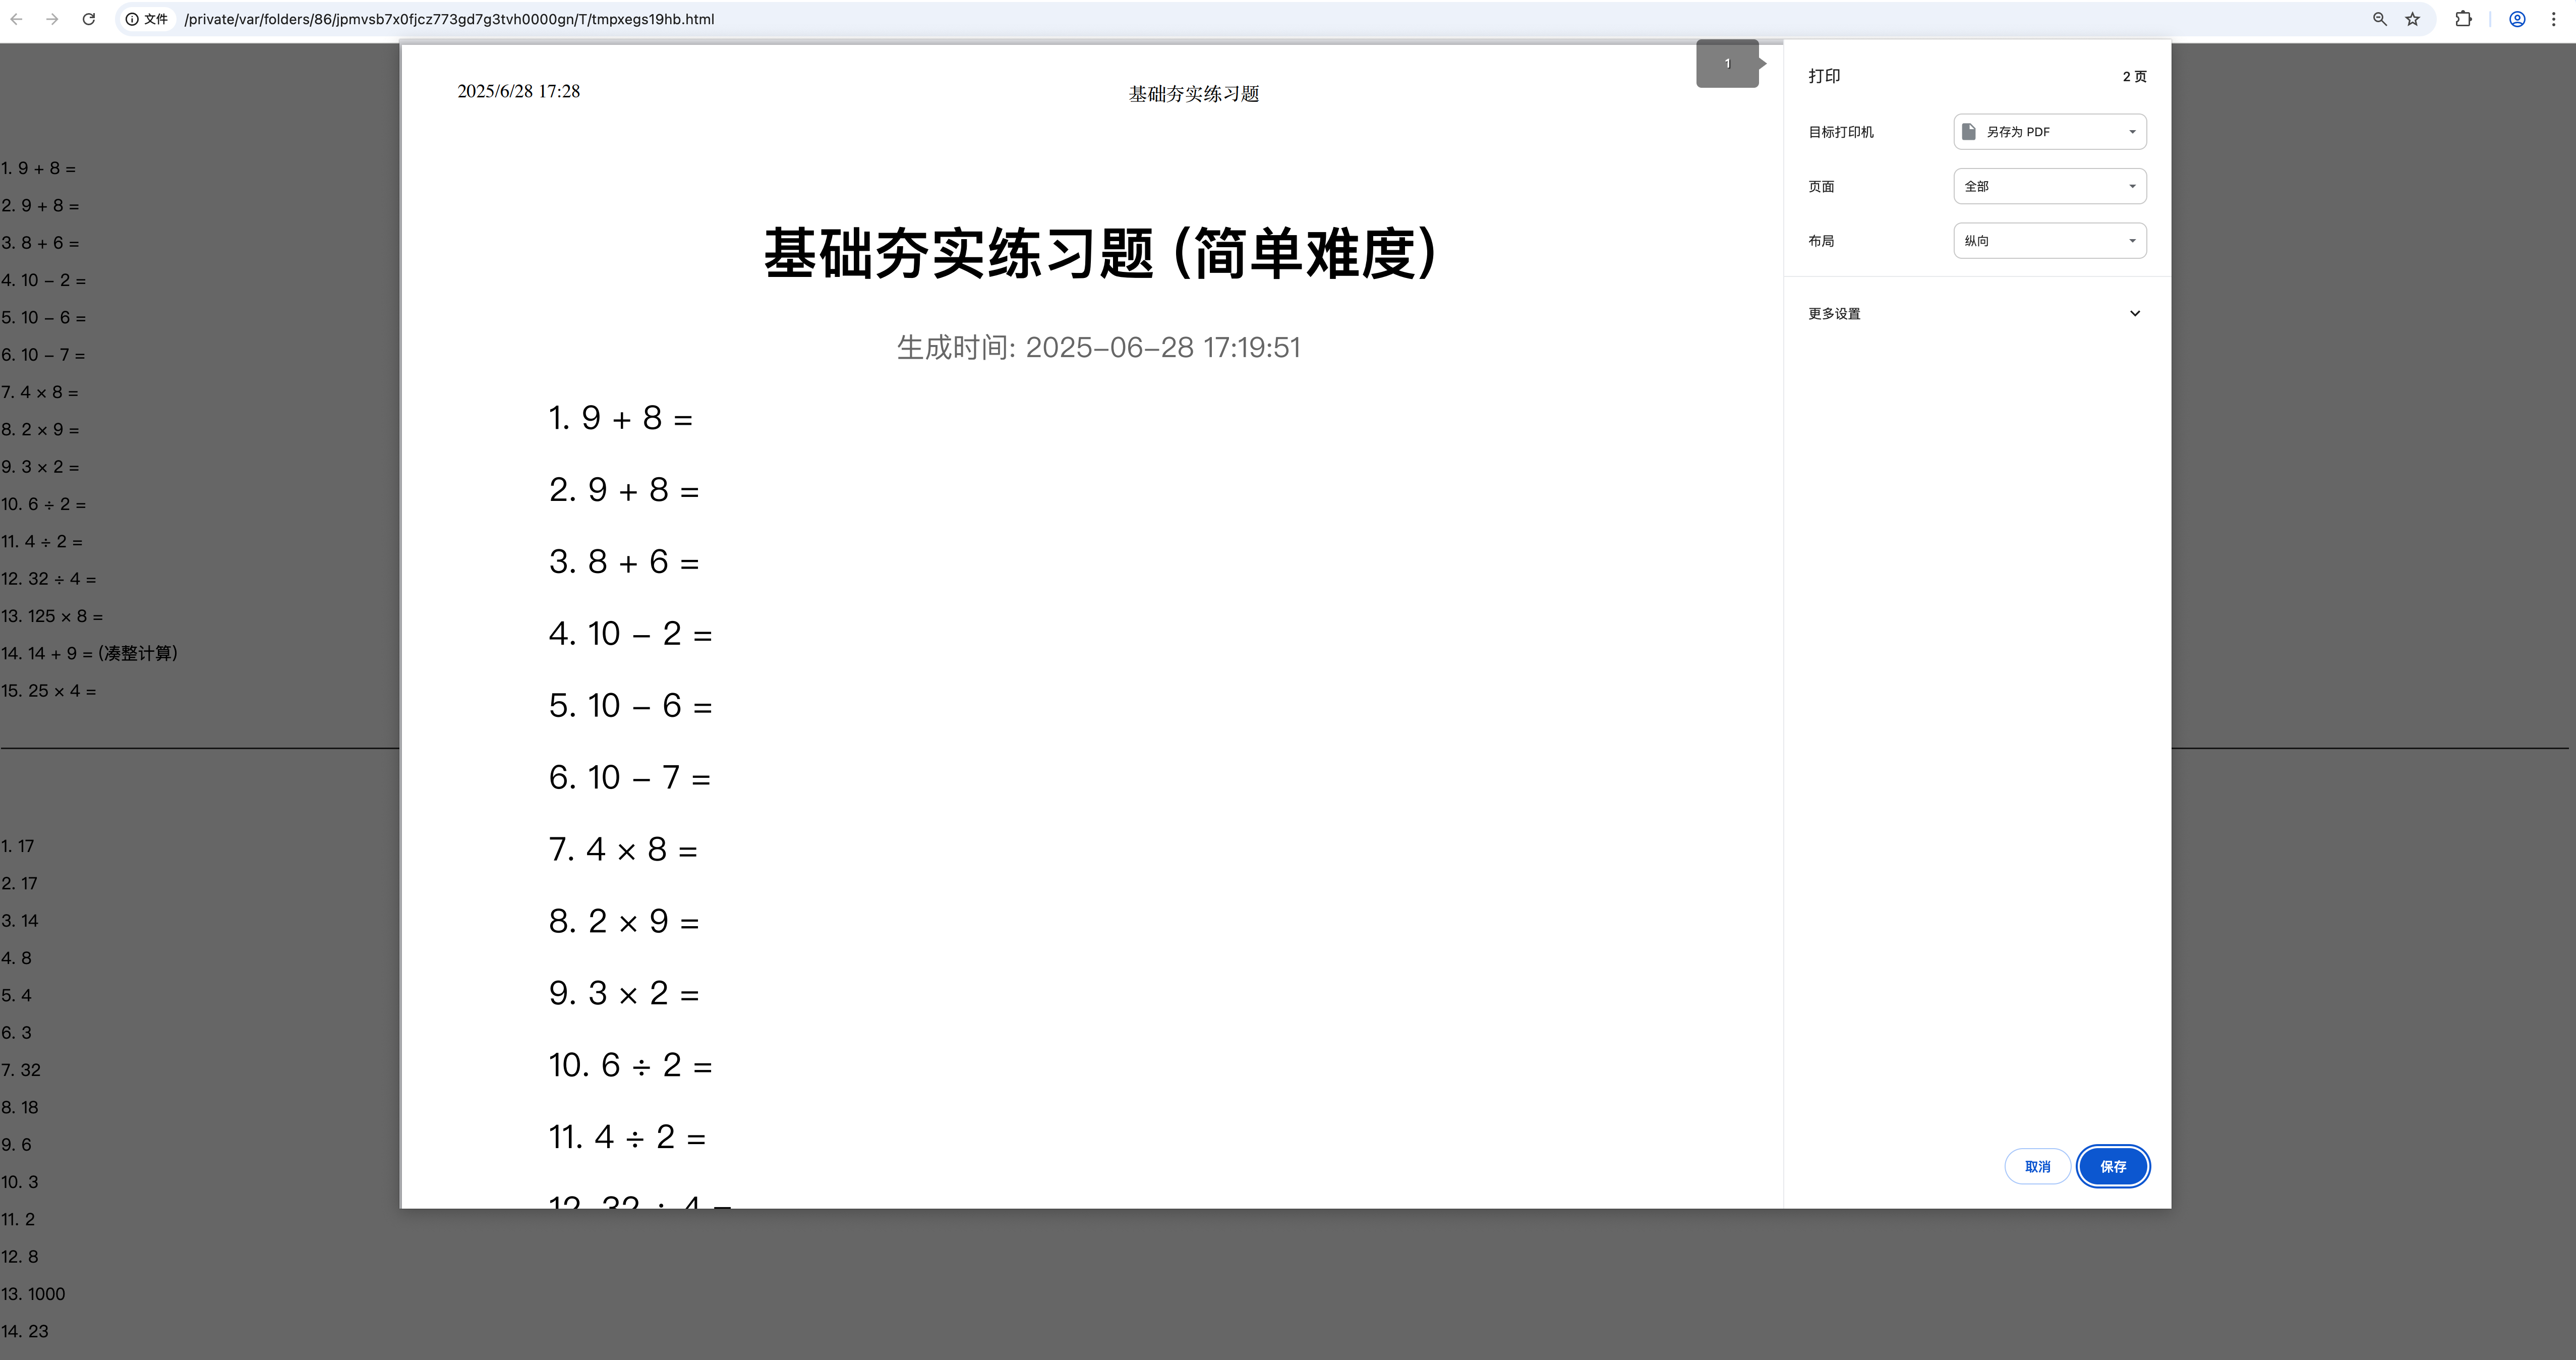 文件 /private/var/folders/86/jpmvsb7x0fjcz773gd7g3tvh0000gn/T/tmpxegs19hb.html
1. 9 + 8 =
2. 9 + 8 =
3. 8 + 6 =
4. 10 − 2 =
5. 10 − 6 =
6. 10 − 7 =
7. 4 × 8 =
8. 2 × 9 =
9. 3 × 2 =
10. 6 ÷ 2 =
11. 4 ÷ 2 =
12. 32 ÷ 4 =
13. 125 × 8 =
14. 14 + 9 = (凑整计算)
15. 25 × 4 =
1. 17
2. 17
3. 14
4. 8
5. 4
6. 3
7. 32
8. 18
9. 6
10. 3
11. 2
12. 8
13. 1000
14. 23
2025/6/28 17:28 基础夯实练习题
1
基础夯实练习题 (简单难度)
生成时间: 2025−06−28 17:19:51
1. 9 + 8 =
2. 9 + 8 =
3. 8 + 6 =
4. 10 − 2 =
5. 10 − 6 =
6. 10 − 7 =
7. 4 × 8 =
8. 2 × 9 =
9. 3 × 2 =
10. 6 ÷ 2 =
11. 4 ÷ 2 =
12. 32 ÷ 4 =
打印 2 页
目标打印机 另存为 PDF
页面 全部
布局 纵向
更多设置
取消 保存